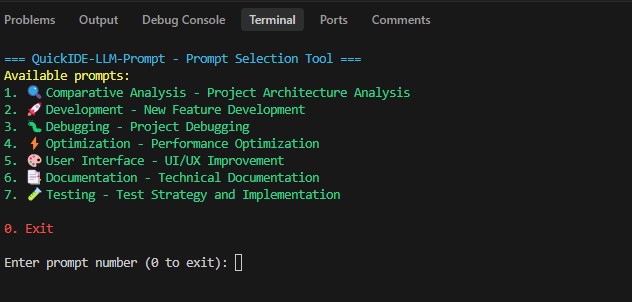 Problems Output Debug Console Terminal Ports Comments
=== QuickIDE-LLM-Prompt - Prompt Selection Tool ===
Available prompts:
1. 🔍 Comparative Analysis - Project Architecture Analysis
2. 🚀 Development - New Feature Development
3. 🐛 Debugging - Project Debugging
4. ⚡ Optimization - Performance Optimization
5. 🎨 User Interface - UI/UX Improvement
6. 📑 Documentation - Technical Documentation
7. 🧪 Testing - Test Strategy and Implementation
0. Exit
Enter prompt number (0 to exit):